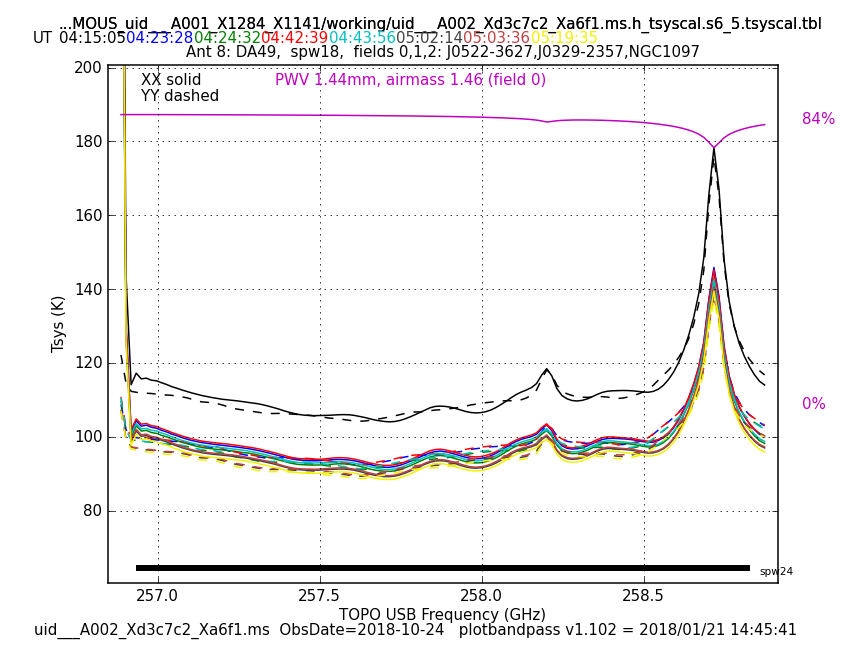 ...MOUS_uid___A001_X1284_X1141/working/uid___A002_Xd3c7c2_Xa6f1.ms.h_tsyscal.s6_5.tsyscal.tbl
UT 04:15:05 04:23:28 04:24:32 04:42:39 04:43:56 05:02:14 05:03:36 05:19:35
Ant 8: DA49,  spw18,  fields 0,1,2: J0522-3627,J0329-2357,NGC1097
XX solid
YY dashed
PWV 1.44mm, airmass 1.46 (field 0)
84%
0%
200
180
160
140
120
100
80
Tsys (K)
spw24
257.0
257.5
258.0
258.5
TOPO USB Frequency (GHz)
uid___A002_Xd3c7c2_Xa6f1.ms  ObsDate=2018-10-24   plotbandpass v1.102 = 2018/01/21 14:45:41